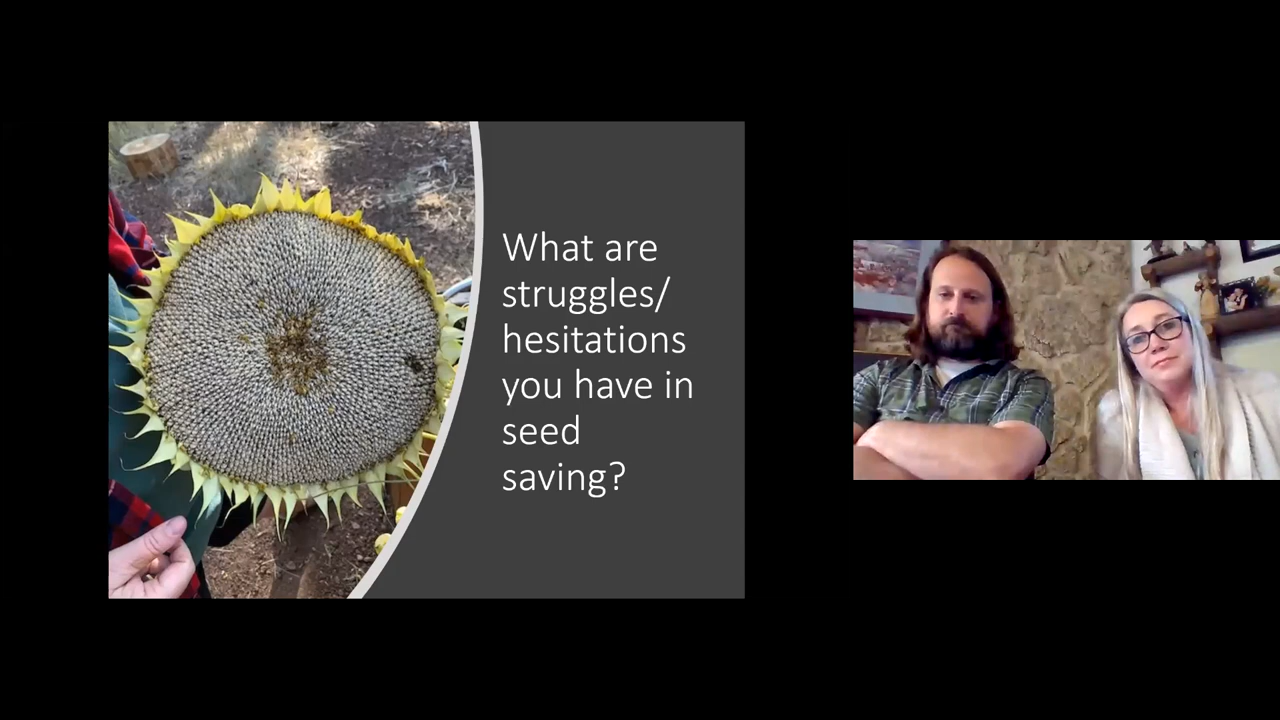 What are
struggles/
hesitations
you have in
seed
saving?